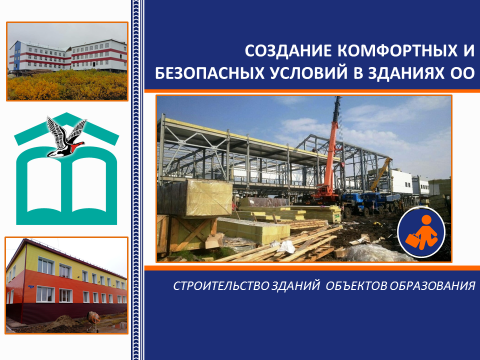 СОЗДАНИЕ КОМФОРТНЫХ И
БЕЗОПАСНЫХ УСЛОВИЙ В ЗДАНИЯХ ОО
СТРОИТЕЛЬСТВО ЗДАНИЙ ОБЪЕКТОВ ОБРАЗОВАНИЯ